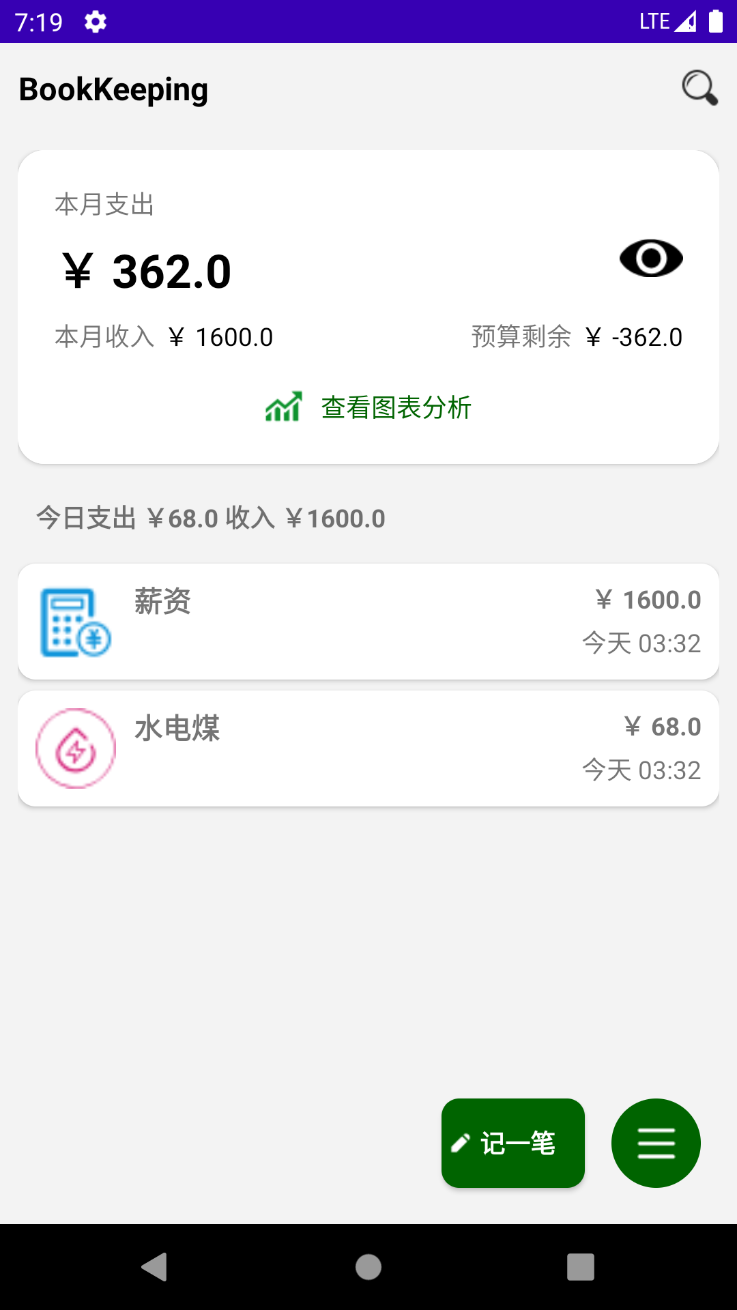 7:19 LTE
BookKeeping
本月支出
￥ 362.0
本月收入 ￥ 1600.0 预算剩余 ￥ -362.0
查看图表分析
今日支出 ￥68.0 收入 ￥1600.0
薪资 ￥ 1600.0
今天 03:32
水电煤 ￥ 68.0
今天 03:32
记一笔